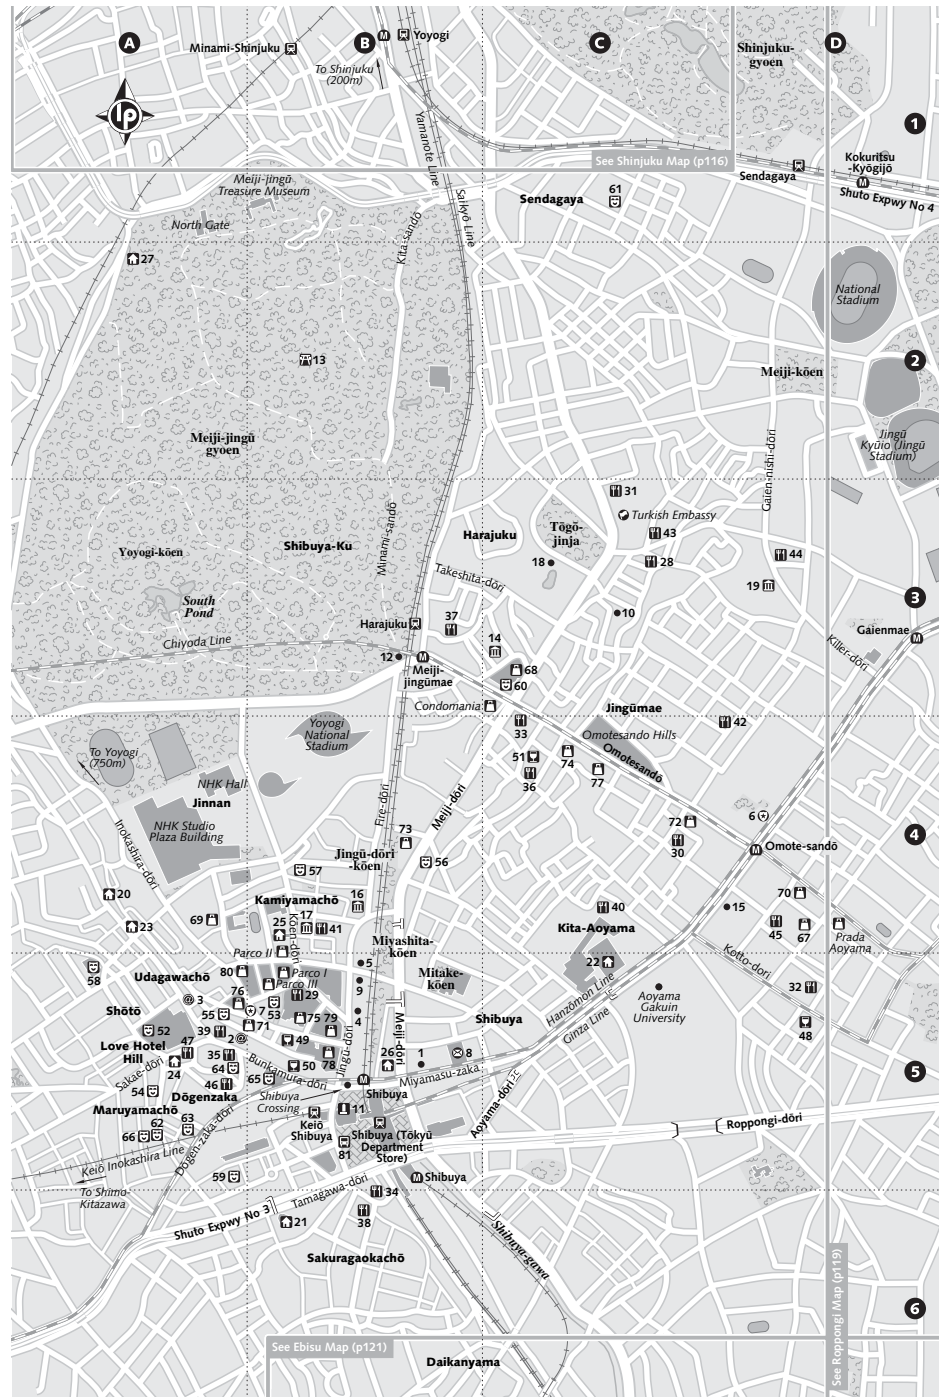 A
B
C
D
Minami-Shinjuku
Yoyogi
To Shinjuku
(200m)
Shinjuku-
gyoen
lp
1
Yamanote Line
See Shinjuku Map (p116)
Sendagaya
Kokuritsu
-Kyōgijō
Shuto Expwy No 4
Meiji-jingū
Treasure Museum
North Gate
Kita-sandō
Saikyō Line
Sendagaya
61
27
National
Stadium
13
Meiji-kōen
2
Meiji-jingū
gyoen
Jingū
Kyūjo (Jingū
Stadium)
Gaien-nishi-dōri
31
Turkish Embassy
Minami-sandō
Harajuku
Tōgō-
jinja
43
Shibuya-Ku
Yoyogi-kōen
18
28
44
Takeshita-dōri
19
South
Pond
3
10
Harajuku
37
Chiyoda Line
14
Gaienmae
Killer-dōri
12
Meiji-
jingūmae
68
60
Condomania
Jingūmae
33
42
Yoyogi
National
Stadium
Omotesando Hills
Omotesandō
To Yoyogi
(750m)
51
74
36
77
NHK Hall
Jinnan
Fire-dōri
Meiji-dōri
NHK Studio
Plaza Building
Inokashira-dōri
73
72
6
4
30
Omote-sandō
Jingū-dōri
-kōen
56
57
20
Kamiyamachō
16
70
69
25
17
41
Kōen-dōri
40
15
45
67
Prada
Aoyama
23
Kita-Aoyama
Miyashita-
kōen
Parco II
Kotto-dori
58
Udagawachō
80
Parco I
Parco III
5
Mitake-
kōen
22
Hanzōmon Line
Ginza Line
3
76
29
9
Aoyama
Gakuin
University
32
Shōtō
55
7
53
4
Shibuya
52
39
71
75
79
48
Love Hotel
Hill
47
2
49
Jingū-dōri
Meiji-dōri
35
78
26
1
8
Sakae-dōri
24
64
Bunkamura-dōri
50
5
54
46
65
Miyamasu-zaka
Dōgenzaka
Shibuya
Crossing
Shibuya
Maruyamachō
11
Aoyama-dōri
62
63
66
Keiō
Shibuya
Shibuya (Tōkyū
Department
Store)
Roppongi-dōri
Dōgen-zaka-dōri
81
Keiō Inokashira Line
59
Shibuya
To Shimo-
Kitazawa
Tamagawa-dōri
34
Shuto Expwy No 3
21
38
Shibuya-gawa
Sakuragaokachō
See Roppongi Map (p119)
6
See Ebisu Map (p121)
Daikanyama